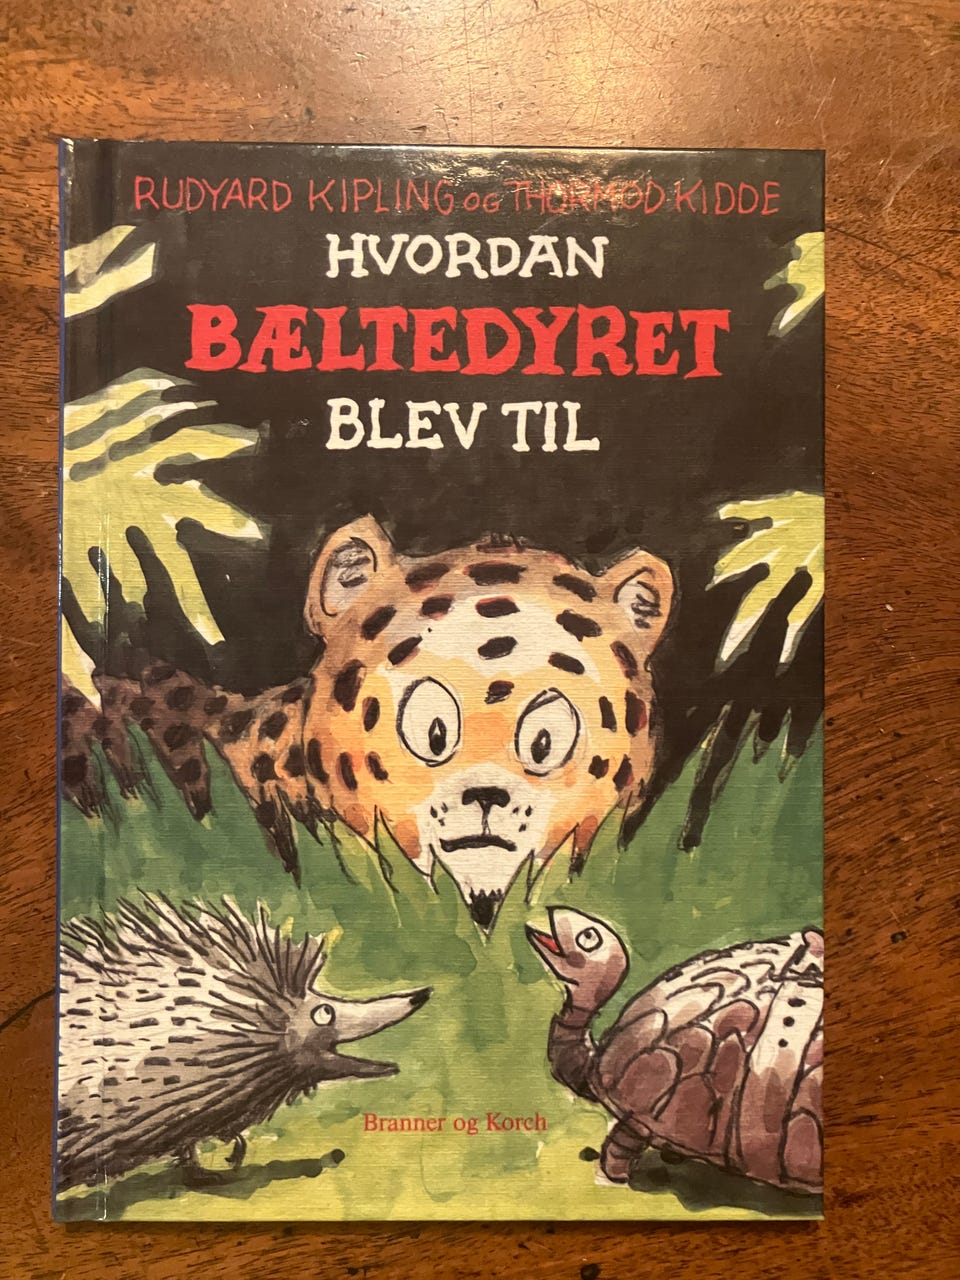 RUDYARD KIPLING OG THORMOD KIDDE
HVORDAN
BÆLTEDYRET
BLEV TIL
Branner og Korch